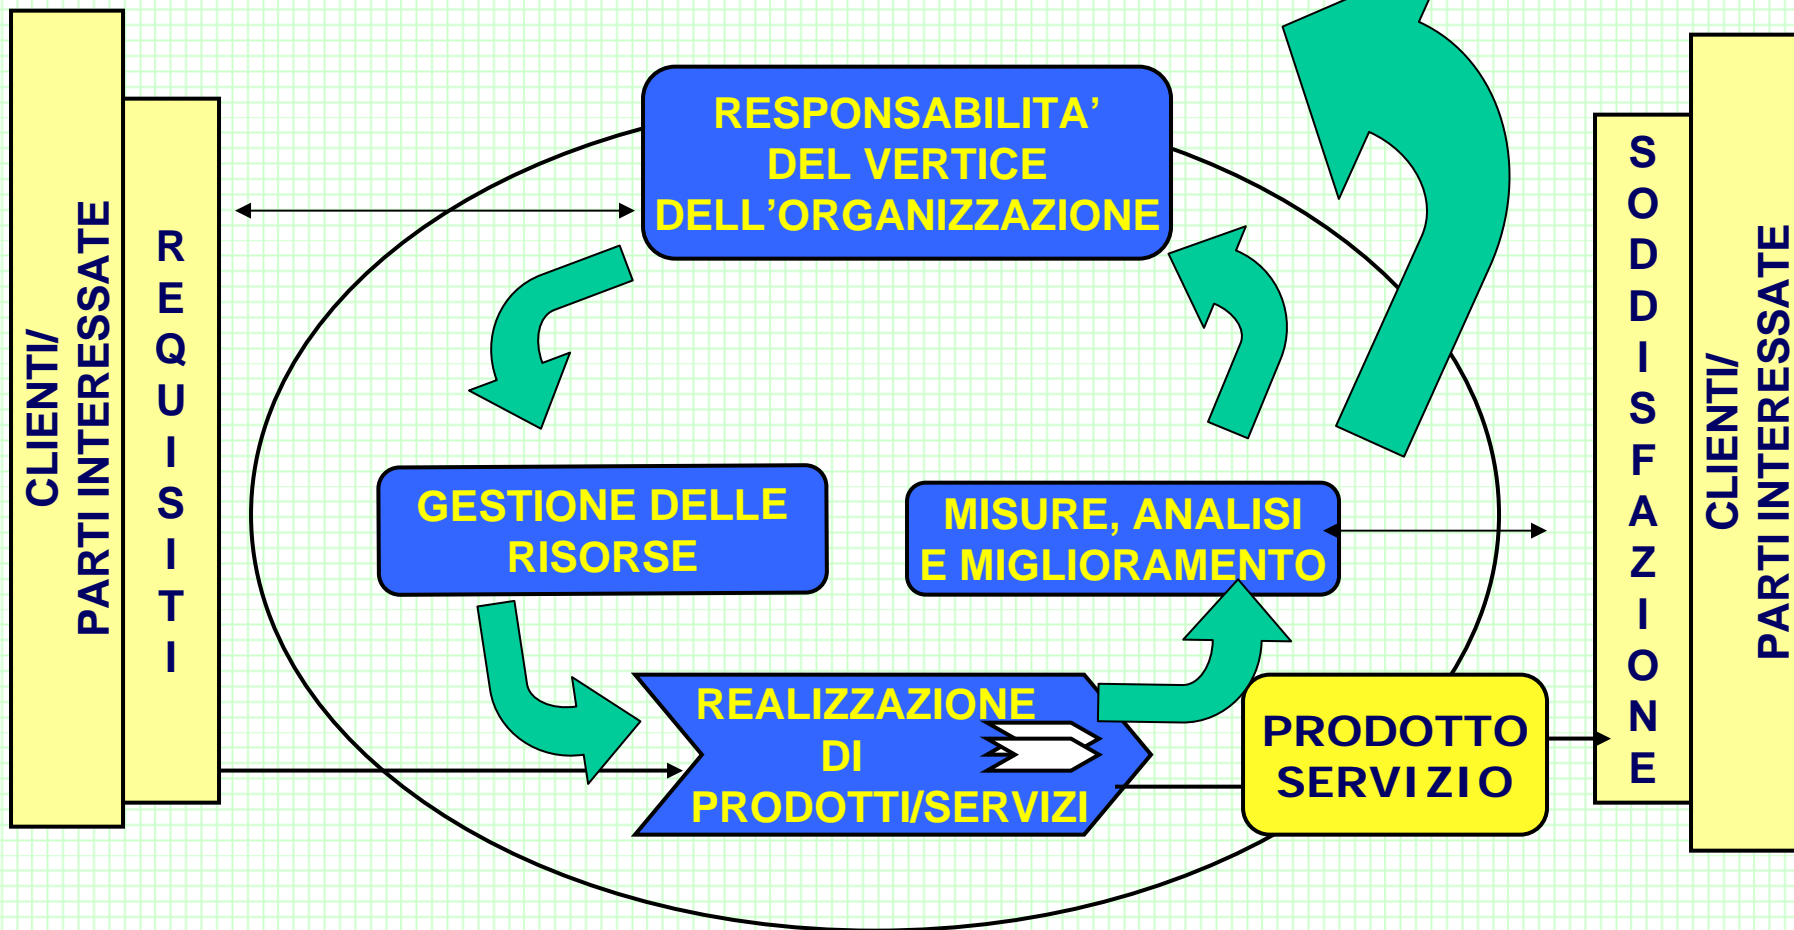 CLIENTI/
PARTI INTERESSATE
REQUISITI
RESPONSABILITA’
DEL VERTICE
DELL’ORGANIZZAZIONE
GESTIONE DELLE
RISORSE
MISURE, ANALISI
E MIGLIORAMENTO
REALIZZAZIONE
DI
PRODOTTI/SERVIZI
PRODOTTO
SERVIZIO
SODDISFAZIONE
CLIENTI/
PARTI INTERESSATE